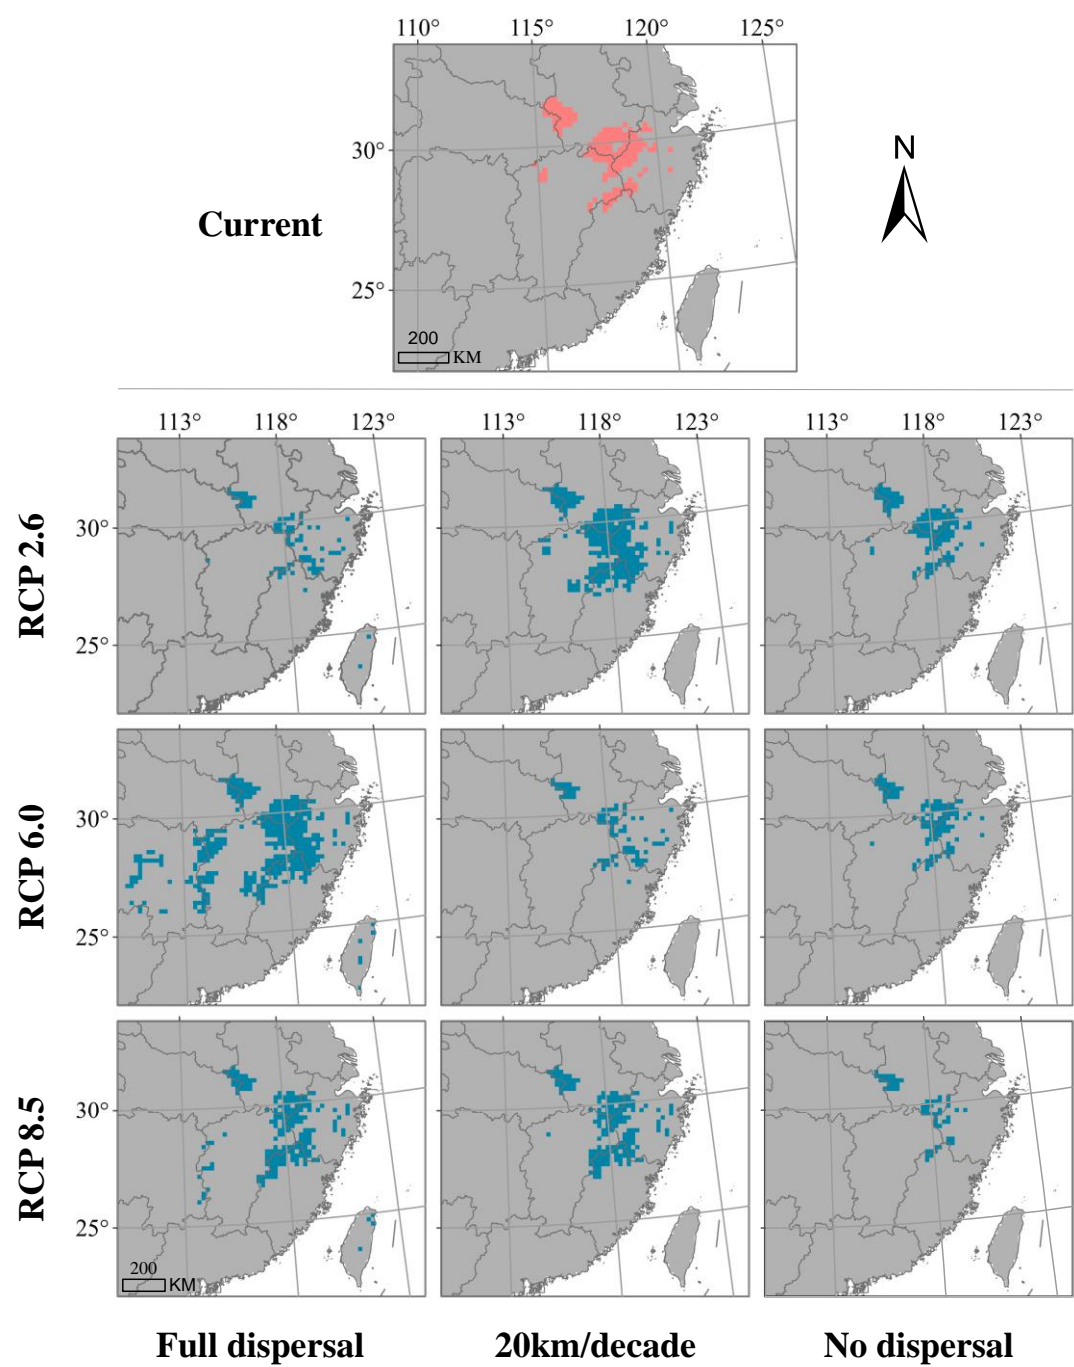 110° 115° 120° 125°
N
30°
Current
25°
200
KM
113° 118° 123° 113° 118° 123° 113° 118° 123°
RCP 2.6
30°
25°
RCP 6.0
30°
25°
RCP 8.5
30°
25°
200
KM
Full dispersal 20km/decade No dispersal